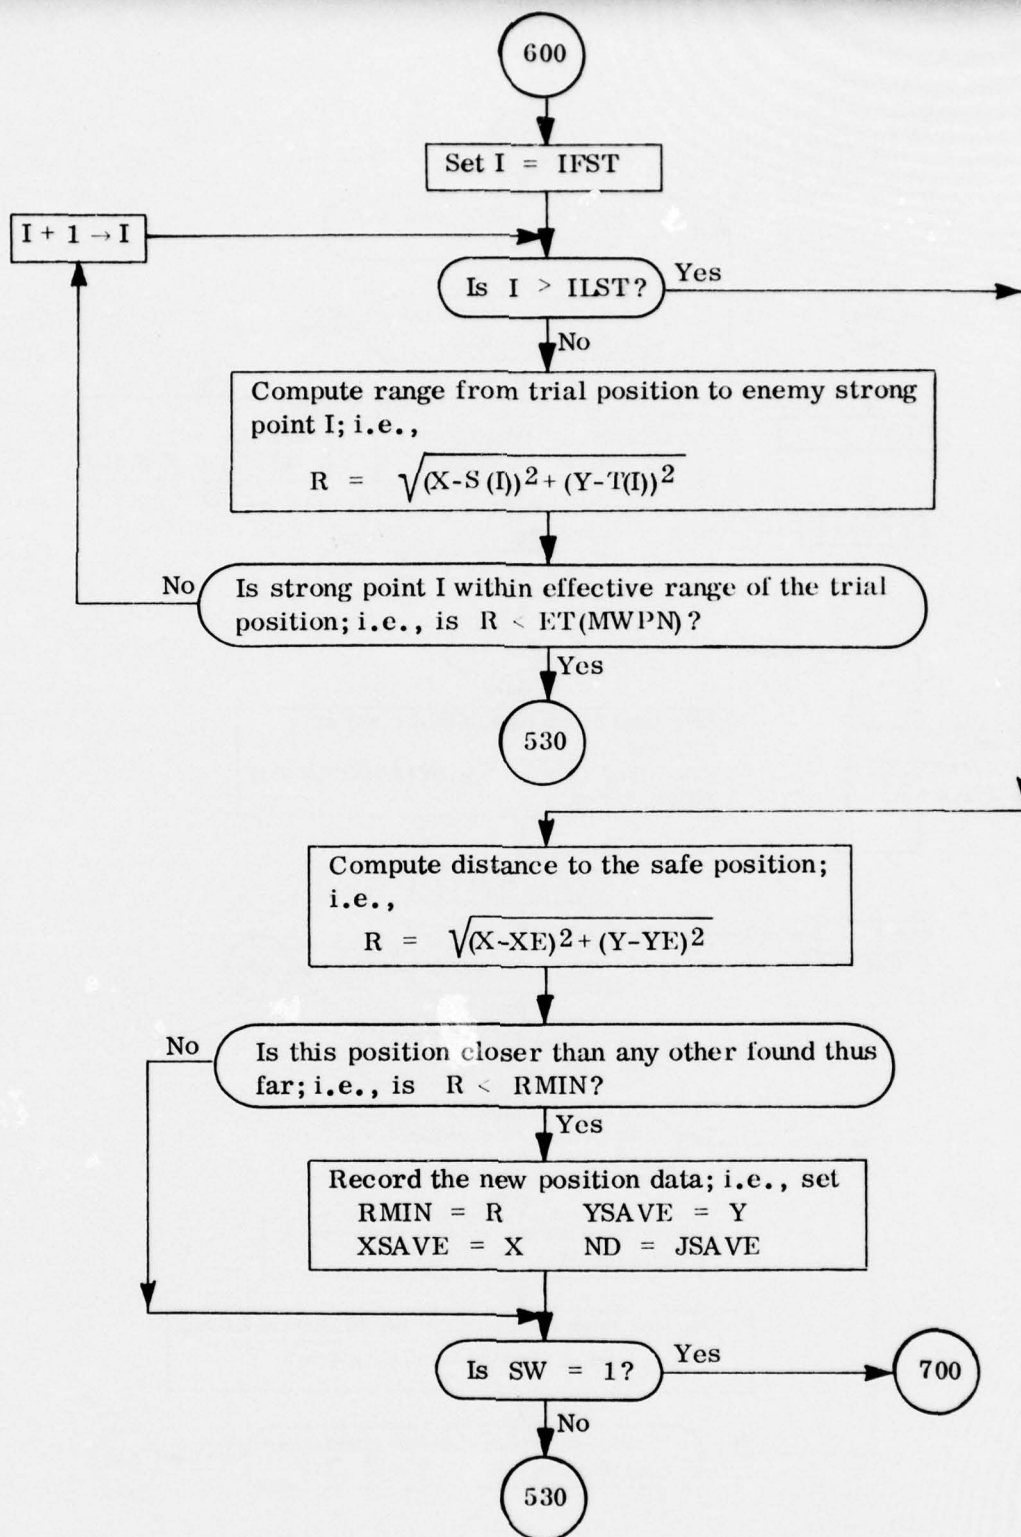 600
Set I = IFST
I + 1 → I
Is I > ILST?
Yes
No
Compute range from trial position to enemy strong
point I; i.e.,
R = √(X-S(I))² + (Y-T(I))²
No
Is strong point I within effective range of the trial
position; i.e., is R < ET(MWPN)?
Yes
530
Compute distance to the safe position;
i.e.,
R = √(X-XE)² + (Y-YE)²
No
Is this position closer than any other found thus
far; i.e., is R < RMIN?
Yes
Record the new position data; i.e., set
RMIN = R YSAVE = Y
XSAVE = X ND = JSAVE
Is SW = 1?
Yes
700
No
530